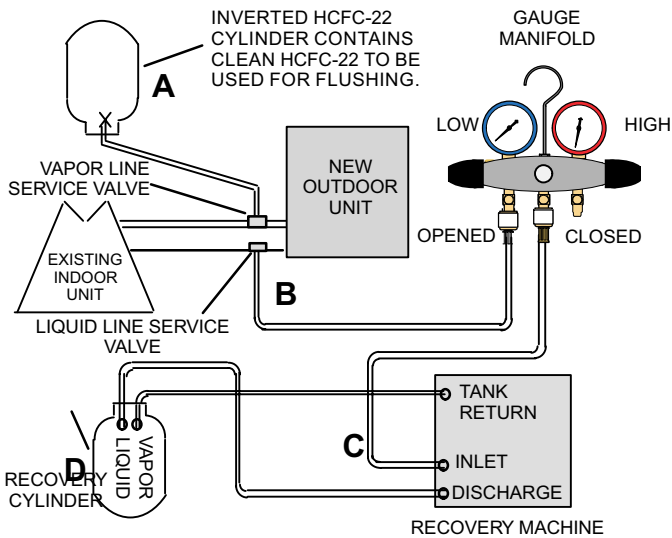 INVERTED HCFC-22
CYLINDER CONTAINS
CLEAN HCFC-22 TO BE
USED FOR FLUSHING.
A
GAUGE
MANIFOLD
LOW
HIGH
VAPOR LINE
SERVICE VALVE
NEW
OUTDOOR
UNIT
OPENED
CLOSED
EXISTING
INDOOR
UNIT
B
LIQUID LINE SERVICE
VALVE
TANK
RETURN
C
LIQUID
VAPOR
D
RECOVERY
CYLINDER
INLET
DISCHARGE
RECOVERY MACHINE